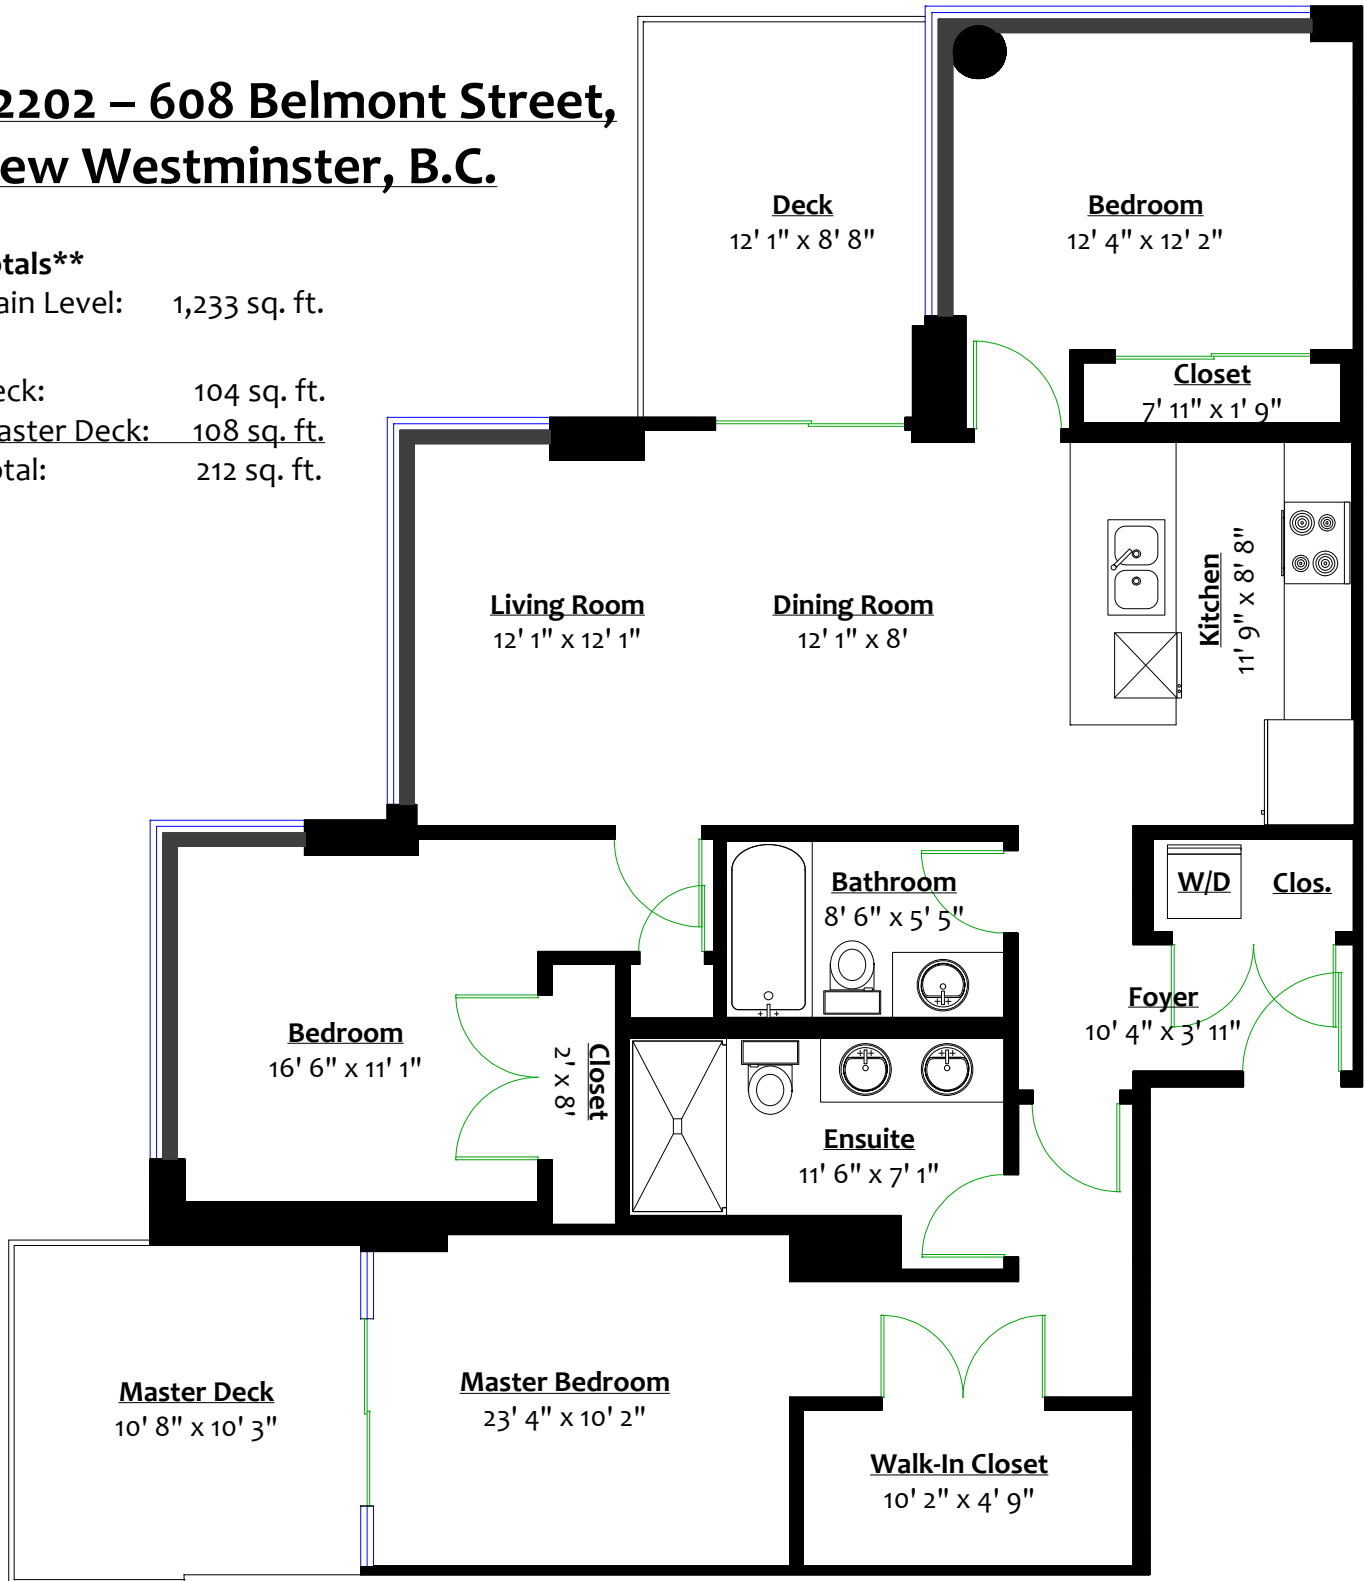 2202 – 608 Belmont Street,
ew Westminster, B.C.
otals**
ain Level: 1,233 sq. ft.
eck: 104 sq. ft.
aster Deck: 108 sq. ft.
otal: 212 sq. ft.
Deck
12' 1" x 8' 8"
Bedroom
12' 4" x 12' 2"
Closet
7' 11" x 1' 9"
Living Room
12' 1" x 12' 1"
Dining Room
12' 1" x 8'
Kitchen
11' 9" x 8' 8"
Bathroom
8' 6" x 5' 5"
W/D
Clos.
Foyer
10' 4" x 3' 11"
Bedroom
16' 6" x 11' 1"
Closet
2' x 8'
Ensuite
11' 6" x 7' 1"
Master Deck
10' 8" x 10' 3"
Master Bedroom
23' 4" x 10' 2"
Walk-In Closet
10' 2" x 4' 9"